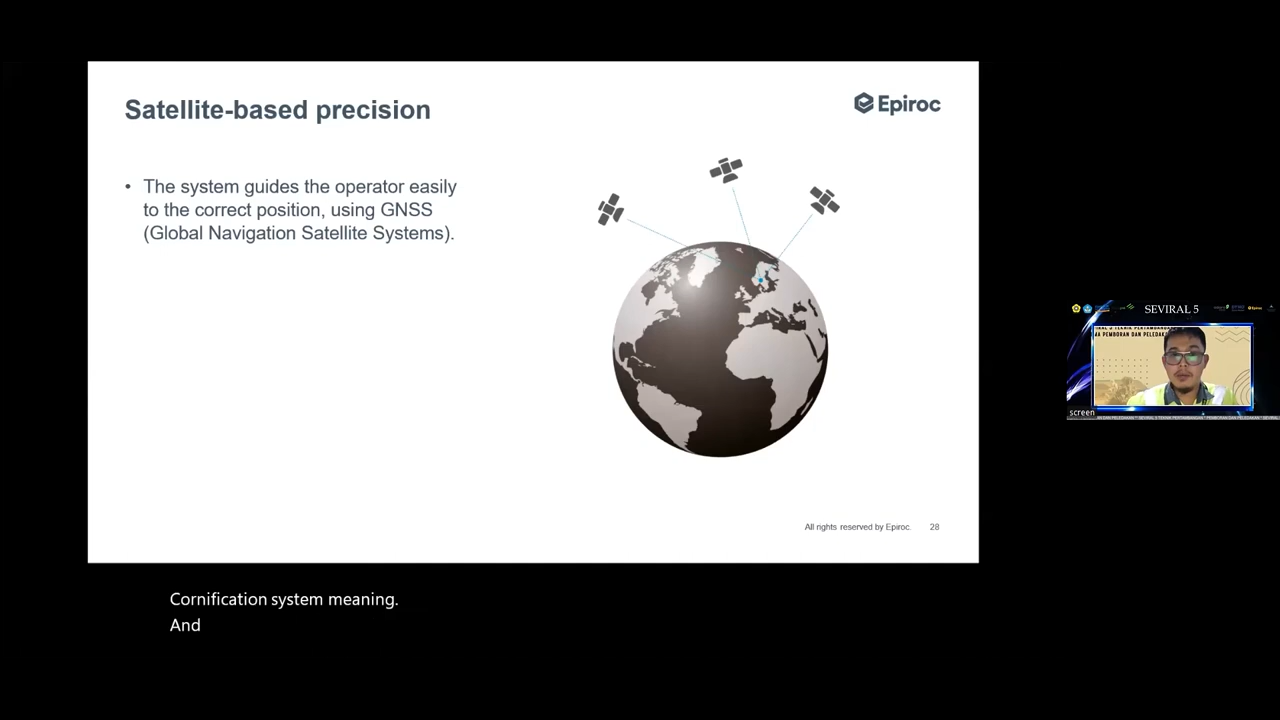 Satellite-based precision
Epiroc
• The system guides the operator easily
to the correct position, using GNSS
(Global Navigation Satellite Systems).
All rights reserved by Epiroc.
28
SEVIRAL 5
screen
Cornification system meaning.
And